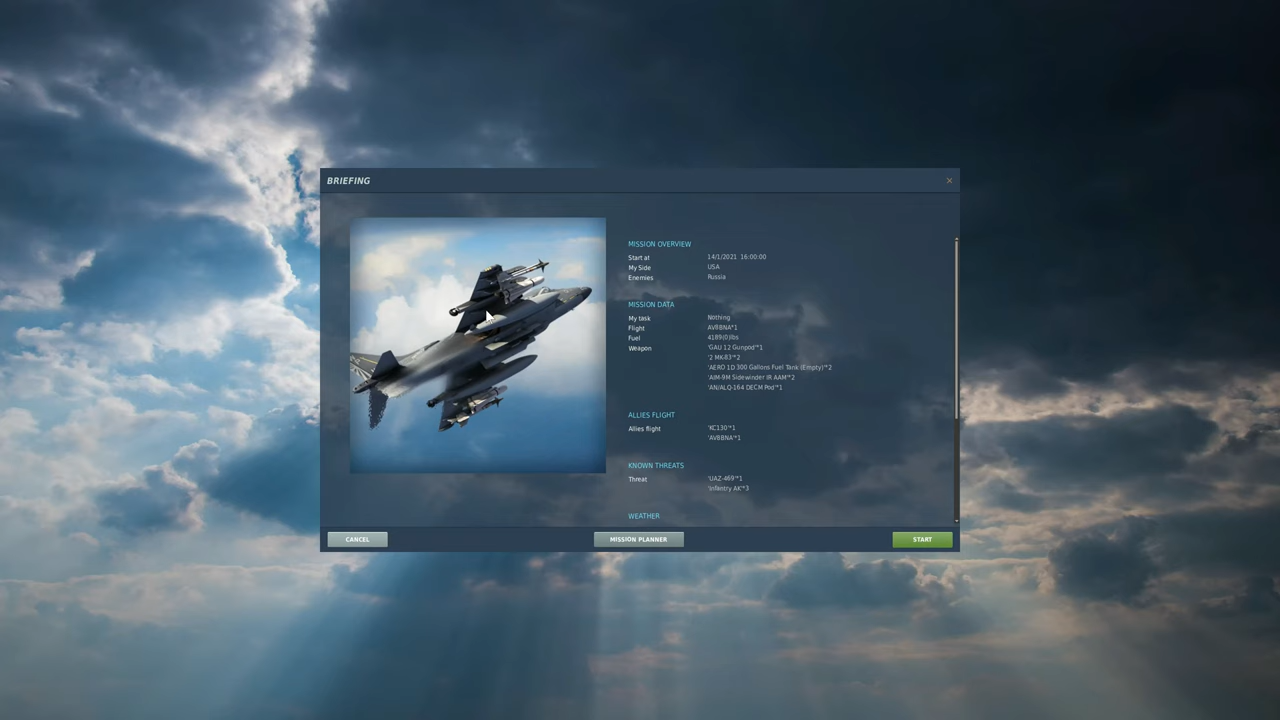 BRIEFING
MISSION OVERVIEW
Start at 14/1/2021 16:00:00
My Side USA
Enemies Russia
MISSION DATA
My task Nothing
Flight AV8BNA'*1
Fuel 4189(0)lbs
Weapon 'GAU 12 Gunpod'*1
'2 MK-83'*2
'AERO 1D 300 Gallons Fuel Tank (Empty)'*2
'AIM-9M Sidewinder IR AAM'*2
'AN/ALQ-164 DECM Pod'*1
ALLIES FLIGHT
Allies flight 'KC130'*1
'AV8BNA'*1
KNOWN THREATS
Threat 'UAZ-469'*1
'Infantry AK'*3
WEATHER
CANCEL MISSION PLANNER START